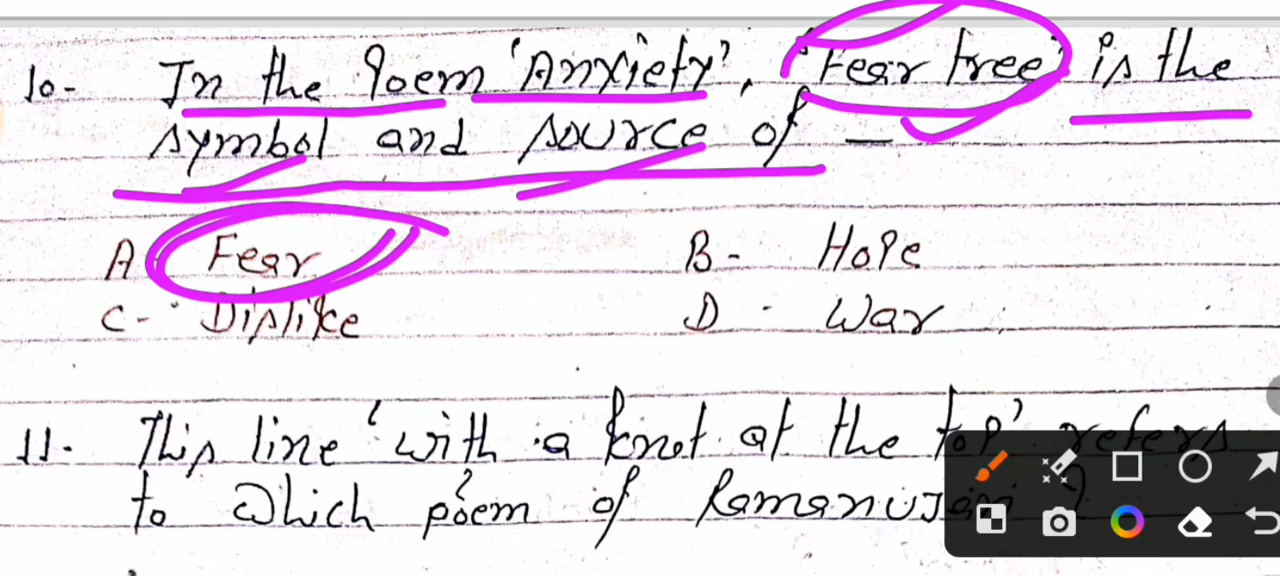 10- In the Poem 'Anxiety', 'Fear tree' is the
symbol and source of -
A Fear B- Hope
C- Dislike D - War
11. This line 'with a knot at the top' refers
to which poem of Ramanujan ?